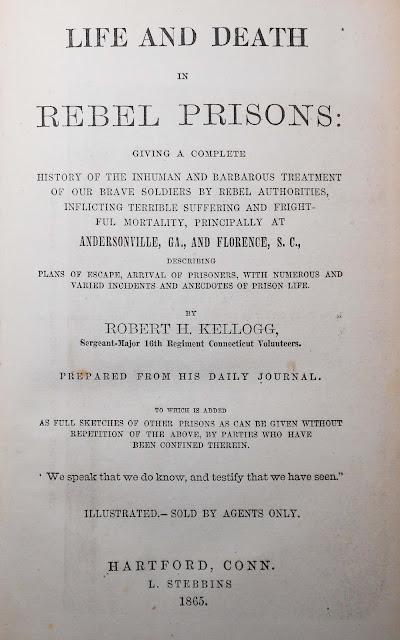 LIFE AND DEATH
IN
REBEL PRISONS:
GIVING A COMPLETE
HISTORY OF THE INHUMAN AND BARBAROUS TREATMENT
OF OUR BRAVE SOLDIERS BY REBEL AUTHORITIES,
INFLICTING TERRIBLE SUFFERING AND FRIGHT-
FUL MORTALITY, PRINCIPALLY AT
ANDERSONVILLE, GA., AND FLORENCE, S. C.,
DESCRIBING
PLANS OF ESCAPE, ARRIVAL OF PRISONERS, WITH NUMEROUS AND
VARIED INCIDENTS AND ANECDOTES OF PRISON LIFE.
BY
ROBERT H. KELLOGG,
Sergeant-Major 16th Regiment Connecticut Volunteers.
PREPARED FROM HIS DAILY JOURNAL.
TO WHICH IS ADDED
AS FULL SKETCHES OF OTHER PRISONS AS CAN BE GIVEN WITHOUT
REPETITION OF THE ABOVE, BY PARTIES WHO HAVE
BEEN CONFINED THEREIN.
'We speak that we do know, and testify that we have seen."
ILLUSTRATED.—SOLD BY AGENTS ONLY.
HARTFORD, CONN.
L. STEBBINS
1865.